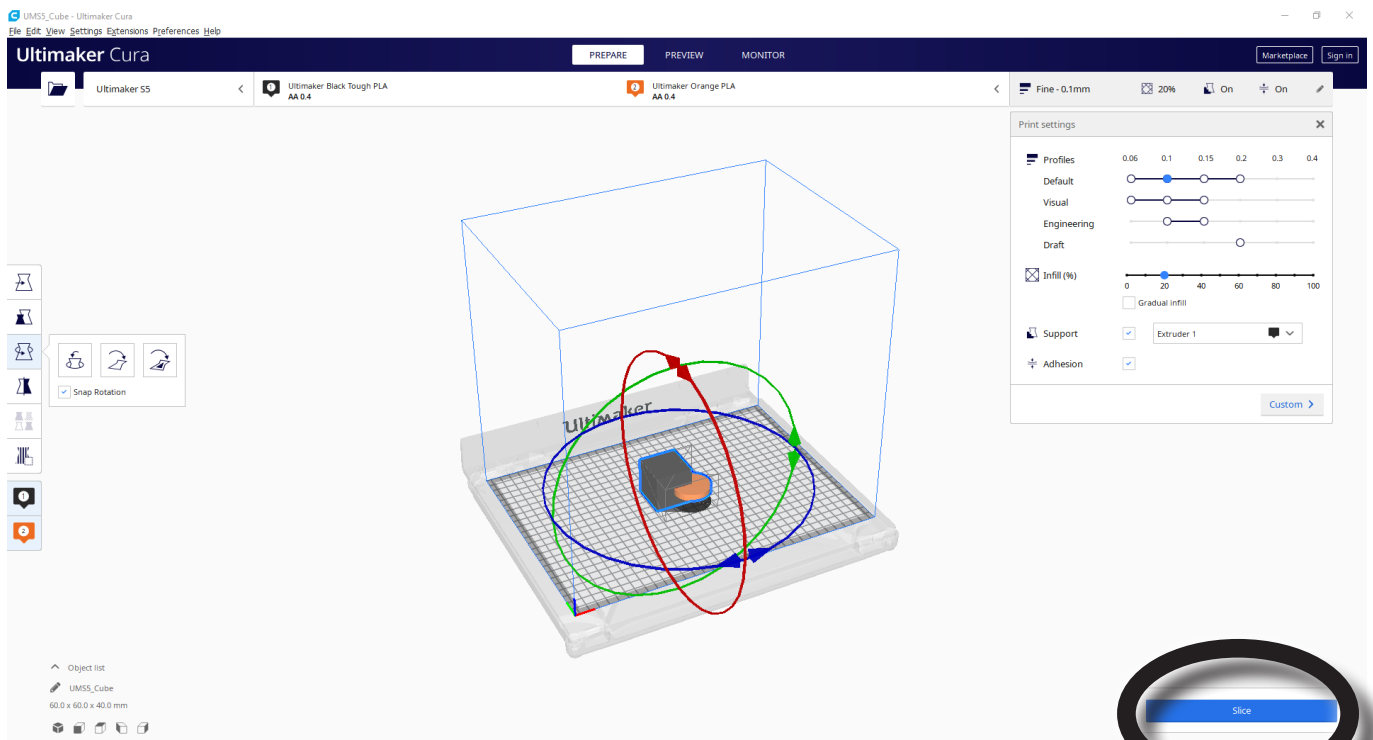 UMS5_Cube - Ultimaker Cura
File Edit View Settings Extensions Preferences Help
Ultimaker Cura
PREPARE PREVIEW MONITOR
Marketplace Sign in
Ultimaker S5
1 Ultimaker Black Tough PLA
AA 0.4
2 Ultimaker Orange PLA
AA 0.4
Fine - 0.1mm 20% On On
Print settings
Profiles 0.06 0.1 0.15 0.2 0.3 0.4
Default
Visual
Engineering
Draft
Infill (%)
0 20 40 60 80 100
Gradual infill
Support Extruder 1
Adhesion
Custom
Snap Rotation
Ultimaker
1
2
Object list
UMS5_Cube
60.0 x 60.0 x 40.0 mm
Slice